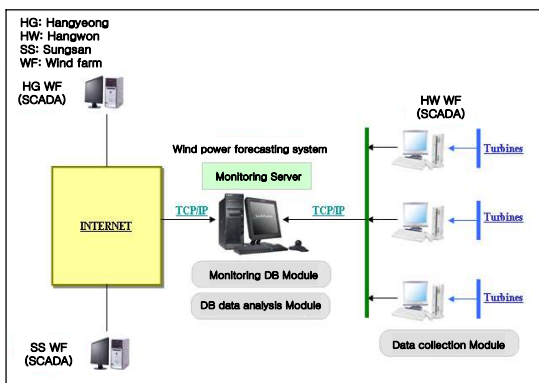 HG: Hangyeong
HW: Hangwon
SS: Sungsan
WF: Wind farm
HG WF
(SCADA)
HW WF
(SCADA)
Wind power forecasting system
Monitoring Server
Turbines
INTERNET
TCP/IP
TCP/IP
Turbines
Monitoring DB Module
DB data analysis Module
Turbines
SS WF
(SCADA)
Data collection Module